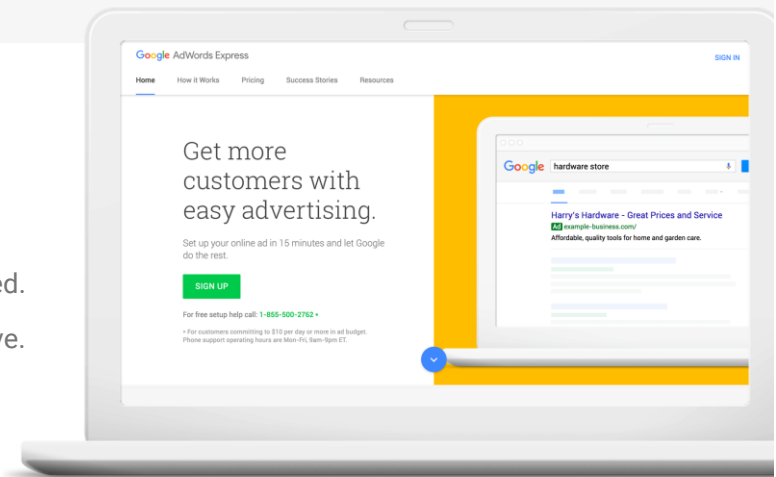 Google AdWords Express
SIGN IN
Home How it Works Pricing Success Stories Resources
Get more
customers with
easy advertising.
Set up your online ad in 15 minutes and let Google
do the rest.
SIGN UP
For free setup help call: 1-855-500-2762 *
* For customers committing to $10 per day or more in ad budget.
Phone support operating hours are Mon-Fri, 9am-9pm ET.
Google hardware store
Harry's Hardware - Great Prices and Service
Ad example-business.com/
Affordable, quality tools for home and garden care.